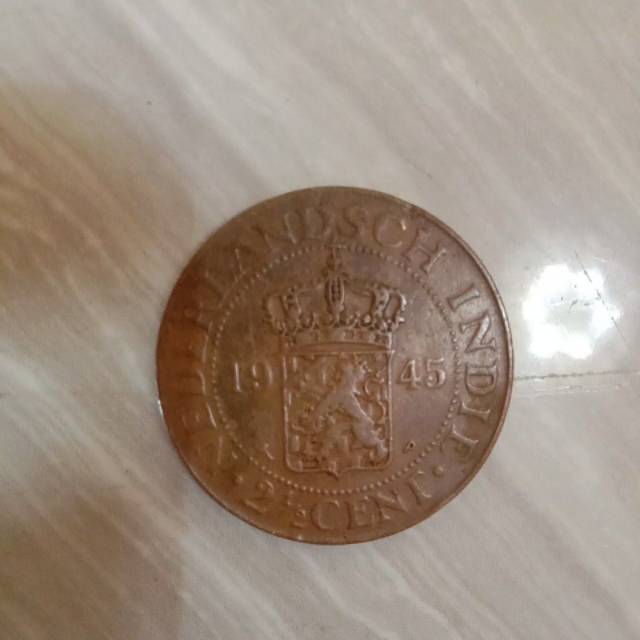 NEDERLANDSCH INDIE
19 45
· 2½ CENT ·